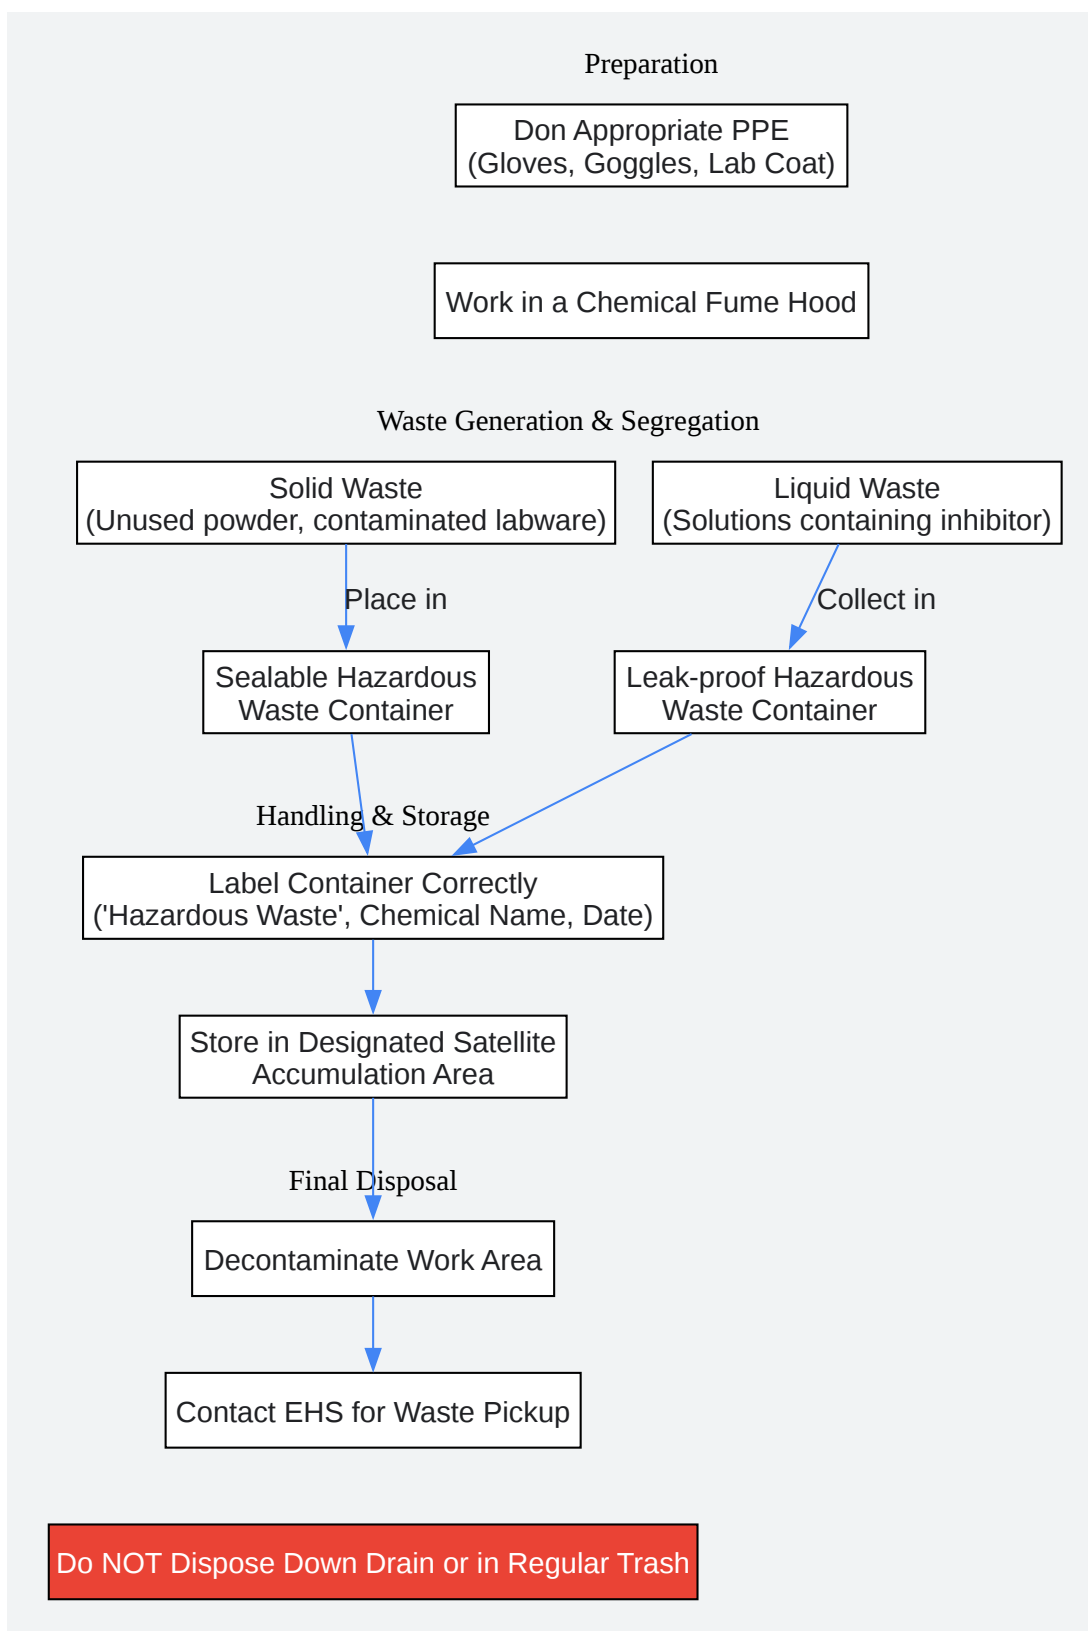 Preparation
Don Appropriate PPE
(Gloves, Goggles, Lab Coat)
Work in a Chemical Fume Hood
Waste Generation & Segregation
Solid Waste
(Unused powder, contaminated labware)
Liquid Waste
(Solutions containing inhibitor)
Place in
Collect in
Sealable Hazardous
Waste Container
Leak-proof Hazardous
Waste Container
Handling & Storage
Label Container Correctly
('Hazardous Waste', Chemical Name, Date)
Store in Designated Satellite
Accumulation Area
Final Disposal
Decontaminate Work Area
Contact EHS for Waste Pickup
Do NOT Dispose Down Drain or in Regular Trash